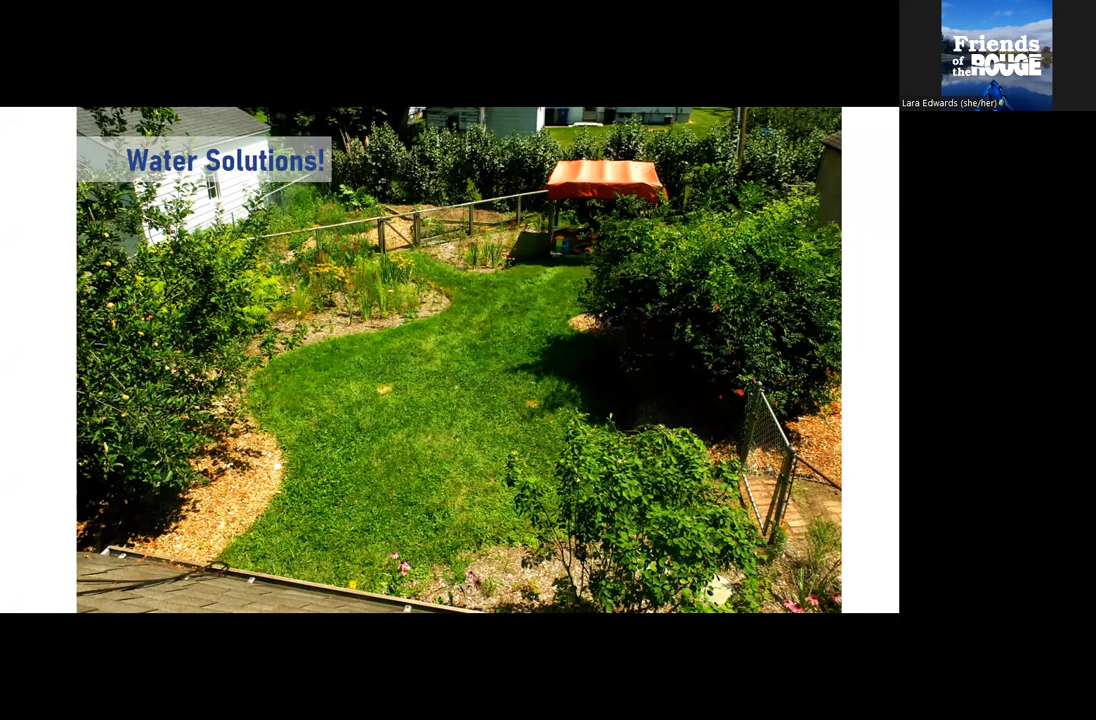 Water Solutions!
Friends
of
the ROUGE
Lara Edwards (she/her)